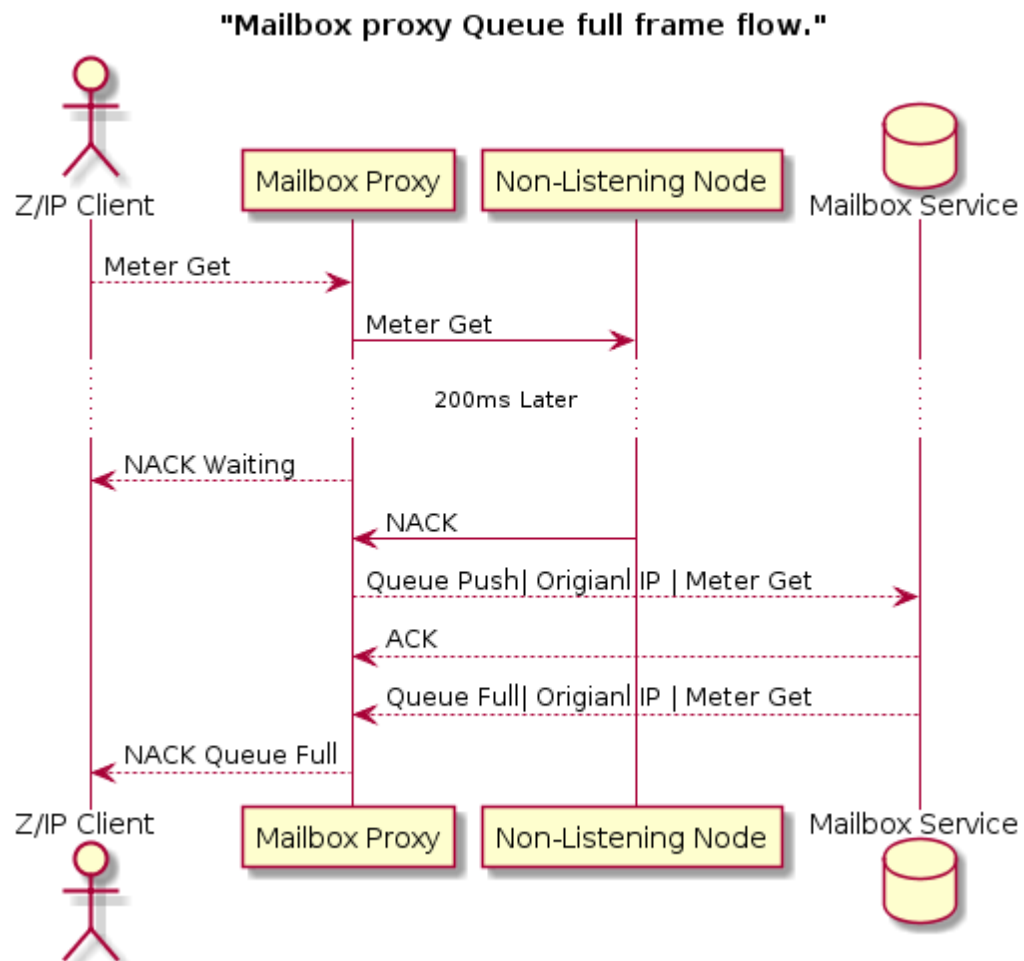 "Mailbox proxy Queue full frame flow."
Z/IP Client
Mailbox Proxy
Non-Listening Node
Mailbox Service
Meter Get
Meter Get
200ms Later
NACK Waiting
NACK
Queue Push| Origianl IP | Meter Get
ACK
Queue Full| Origianl IP | Meter Get
NACK Queue Full
Z/IP Client
Mailbox Proxy
Non-Listening Node
Mailbox Service